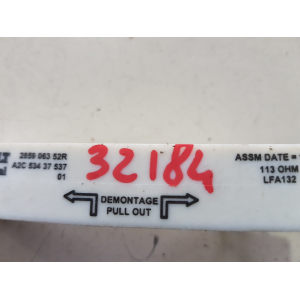 2859 063 52R
A2C 534 37 537
01
32184
ASSM DATE =
113 OHM
LFA132
DEMONTAGE
PULL OUT